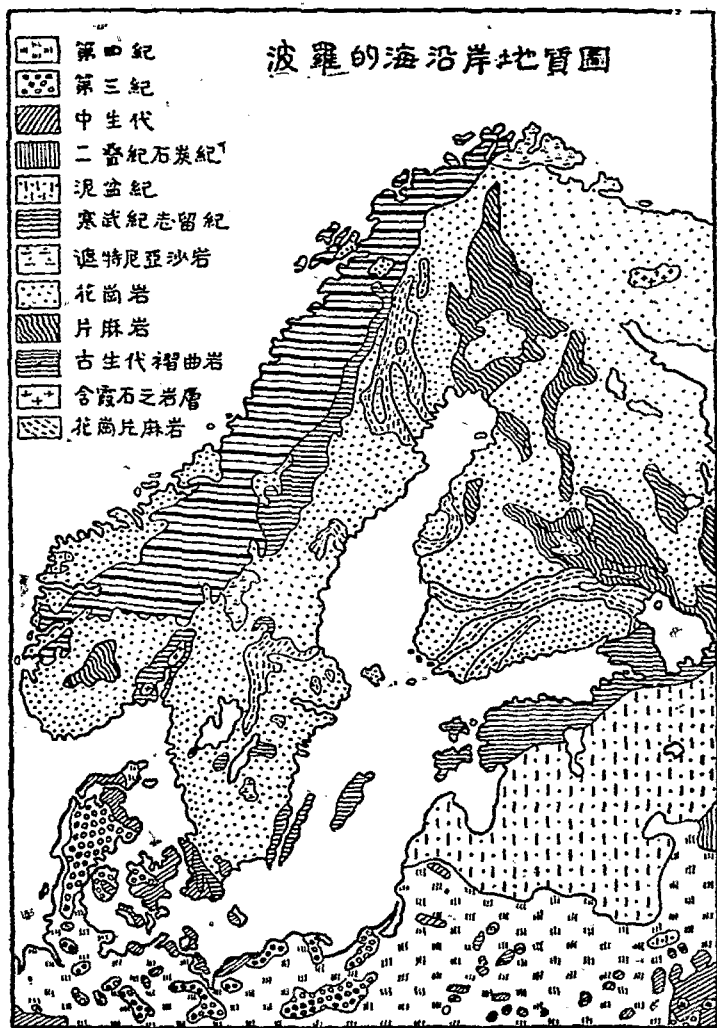 波羅的海沿岸地質圖
第四紀
第三紀
中生代
二叠紀石炭紀
泥盆紀
寒武紀志留紀
遮特尼亞沙岩
花崗岩
片麻岩
古生代褶曲岩
含霞石之岩層
花崗片麻岩